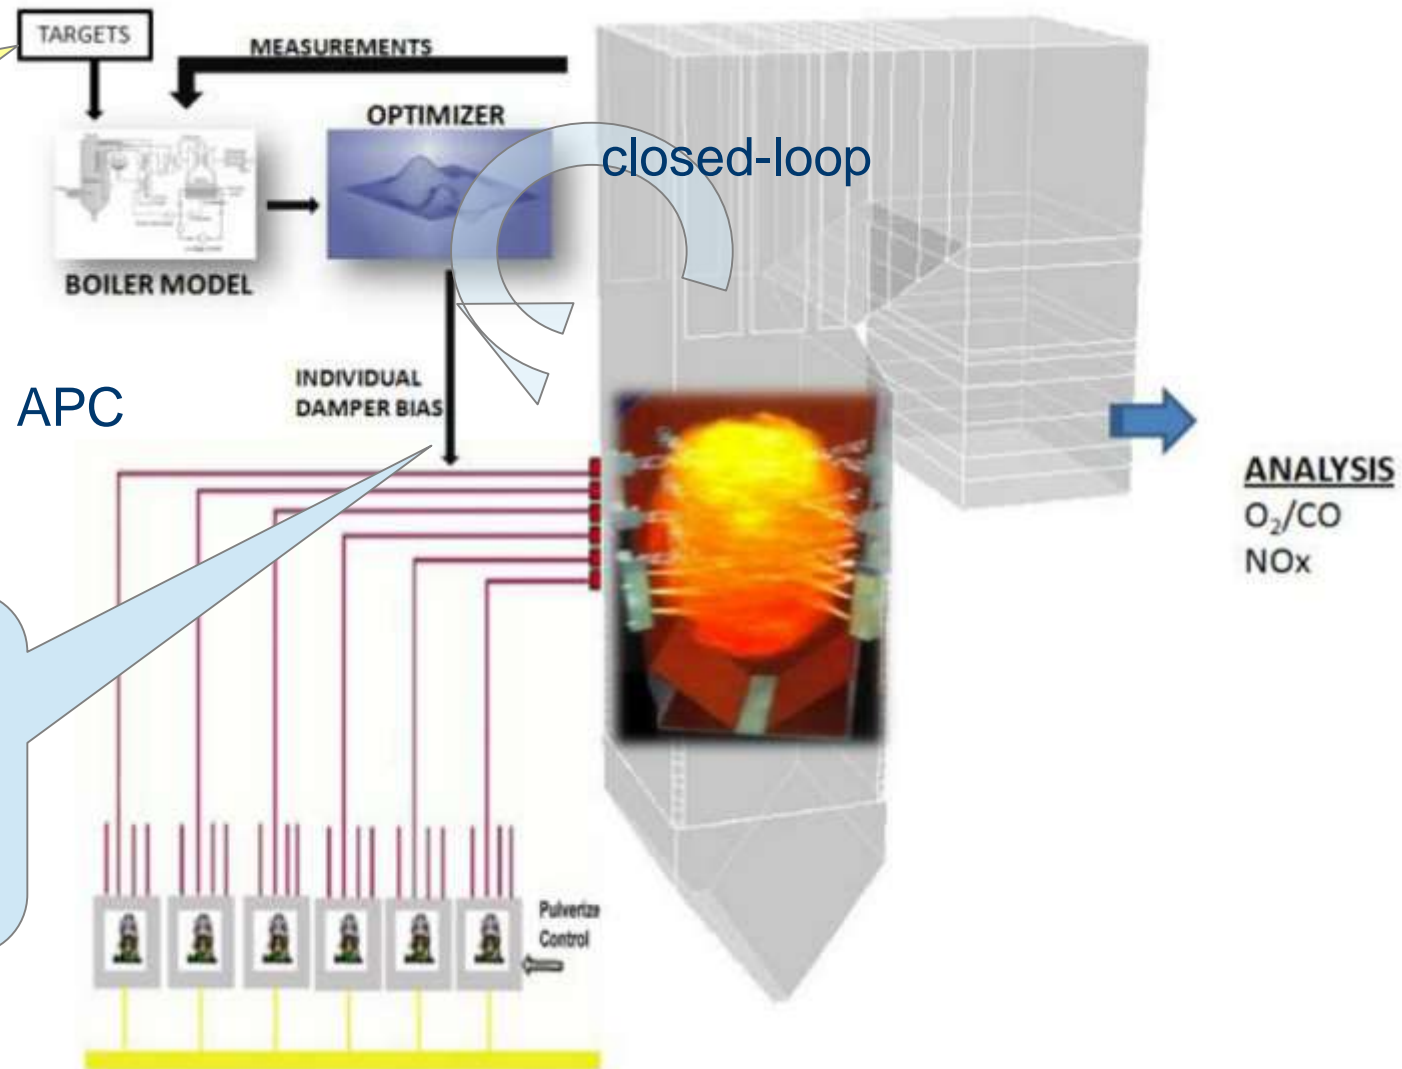 TARGETS
MEASUREMENTS
OPTIMIZER
closed-loop
BOILER MODEL
INDIVIDUAL
DAMPER BIAS
APC
ANALYSIS
O₂/CO
NOx
Pulverize
Control